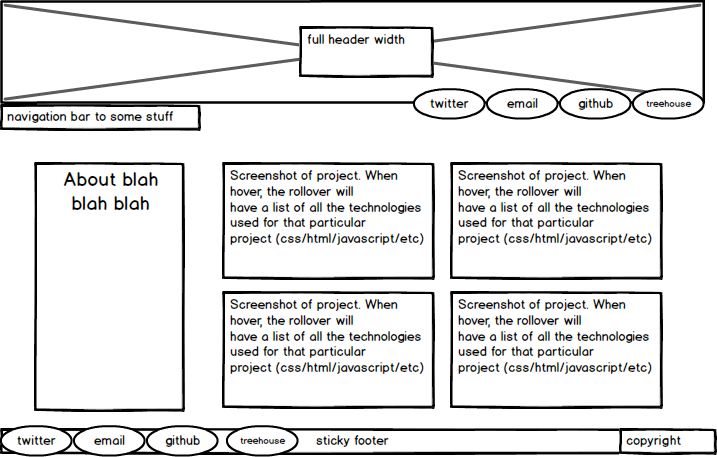 full header width
twitter
email
github
treehouse
navigation bar to some stuff
About blah
blah blah
Screenshot of project. When
hover, the rollover will
have a list of all the technologies
used for that particular
project (css/html/javascript/etc)
Screenshot of project. When
hover, the rollover will
have a list of all the technologies
used for that particular
project (css/html/javascript/etc)
Screenshot of project. When
hover, the rollover will
have a list of all the technologies
used for that particular
project (css/html/javascript/etc)
Screenshot of project. When
hover, the rollover will
have a list of all the technologies
used for that particular
project (css/html/javascript/etc)
twitter
email
github
treehouse
sticky footer
copyright